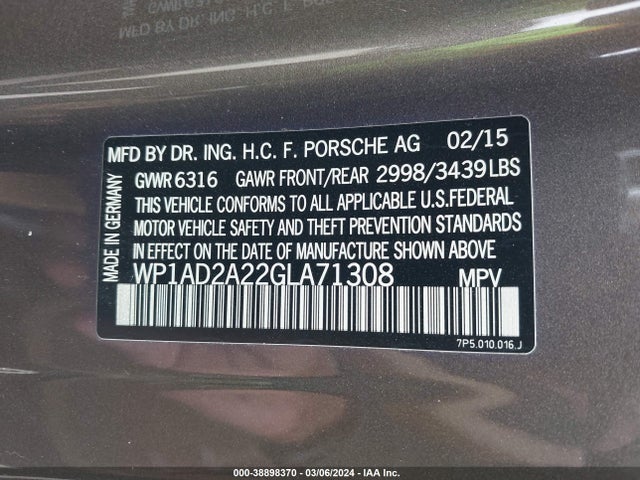 MFD BY DR. ING. H.C. F. PORSCHE AG 02/15
GVWR 6316 GAWR FRONT/REAR 2998/3439 LBS
THIS VEHICLE CONFORMS TO ALL APPLICABLE U.S.FEDERAL
MOTOR VEHICLE SAFETY AND THEFT PREVENTION STANDARDS
IN EFFECT ON THE DATE OF MANUFACTURE SHOWN ABOVE.
WP1AD2A22GLA71308 MPV
7P5.010.016.J
MADE IN GERMANY
000-38898370 | 03/06/2024 | IAA Inc.